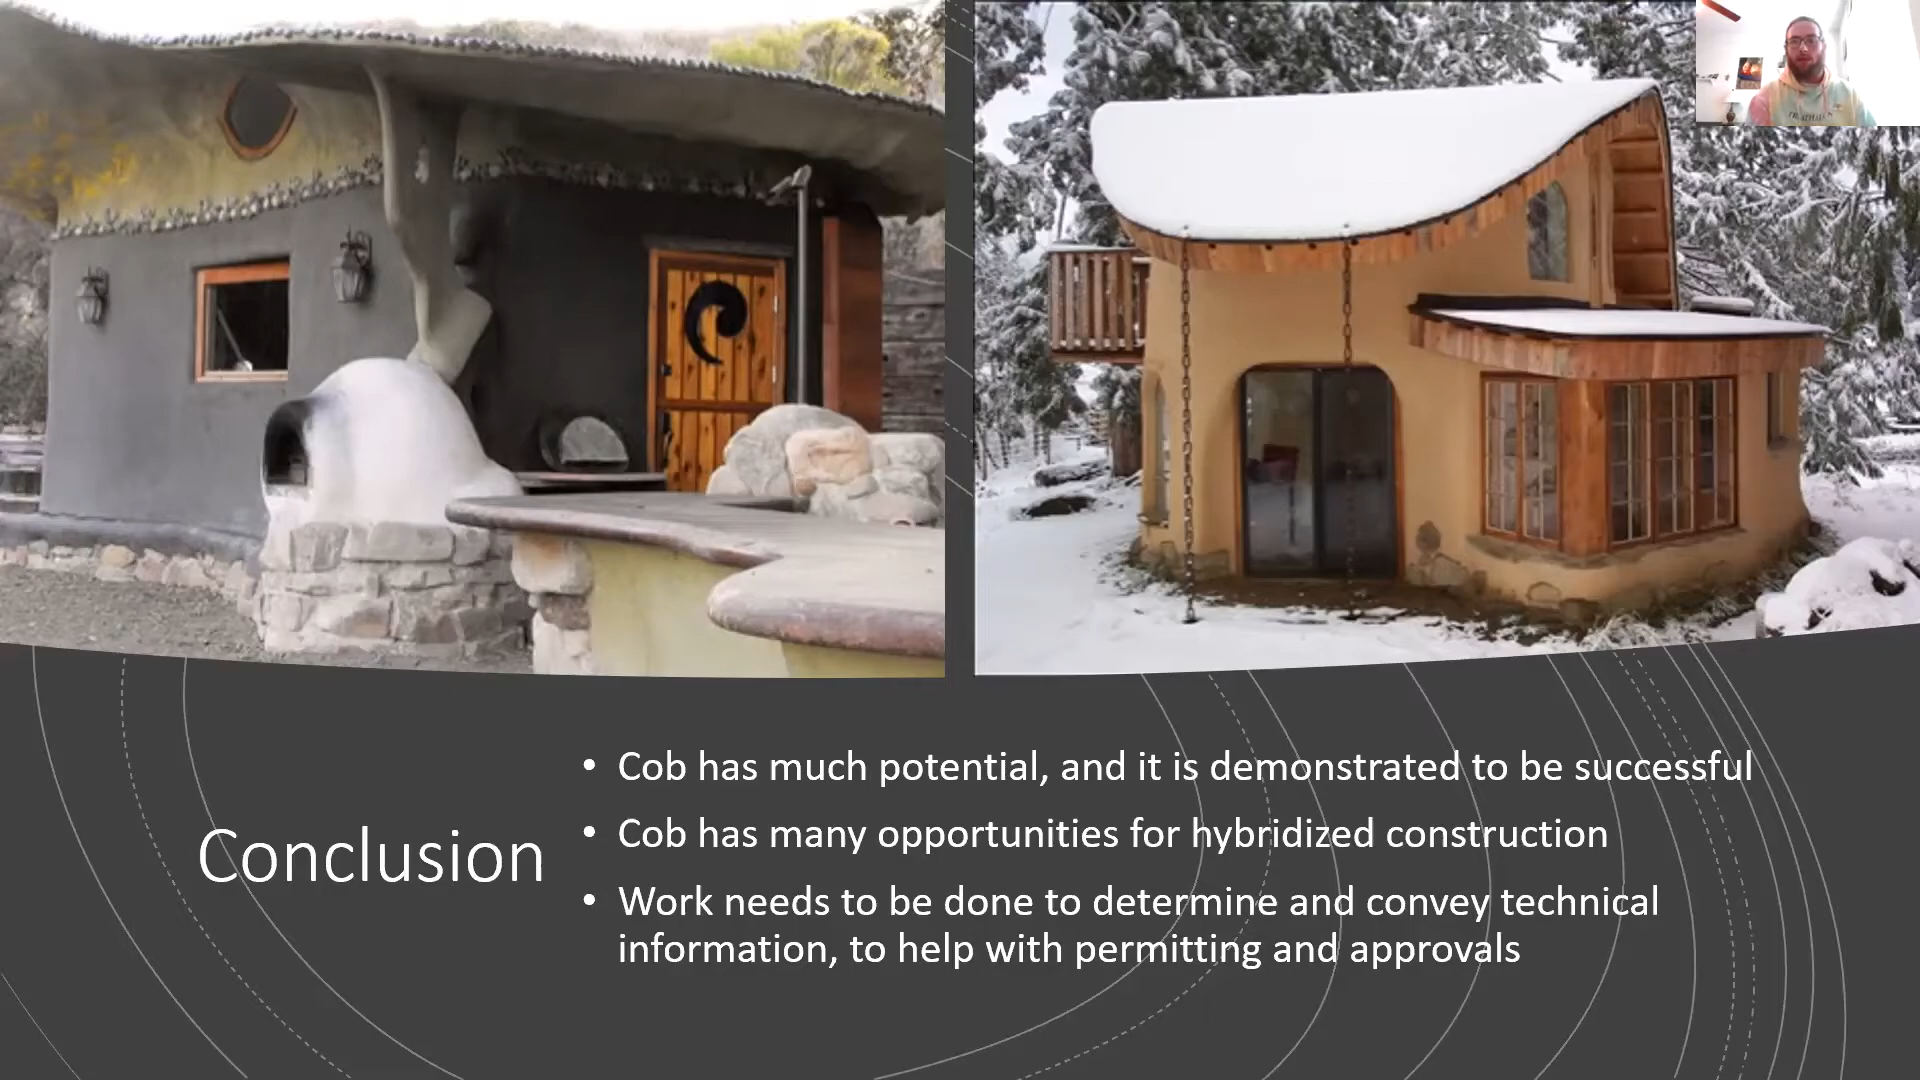 Conclusion
• Cob has much potential, and it is demonstrated to be successful
• Cob has many opportunities for hybridized construction
• Work needs to be done to determine and convey technical
information, to help with permitting and approvals